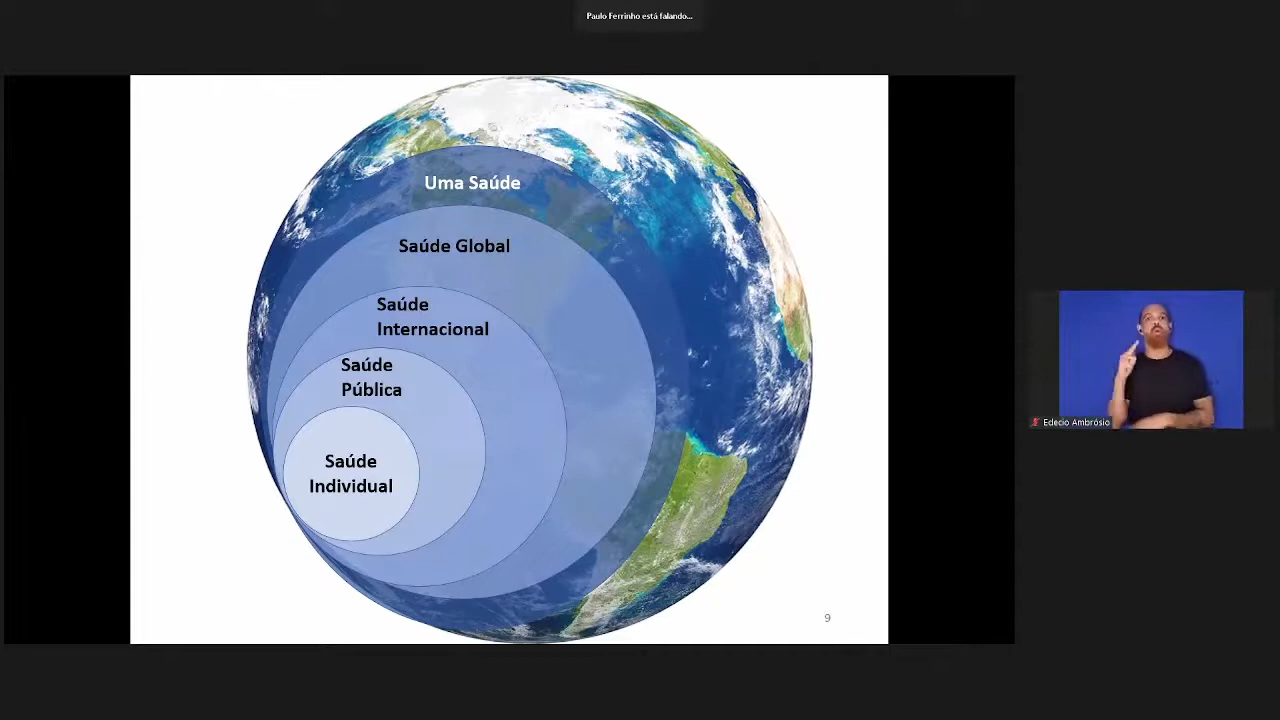 Paulo Ferrinho está falando...
Uma Saúde
Saúde Global
Saúde
Internacional
Saúde
Pública
Saúde
Individual
Edecio Ambrósio
9